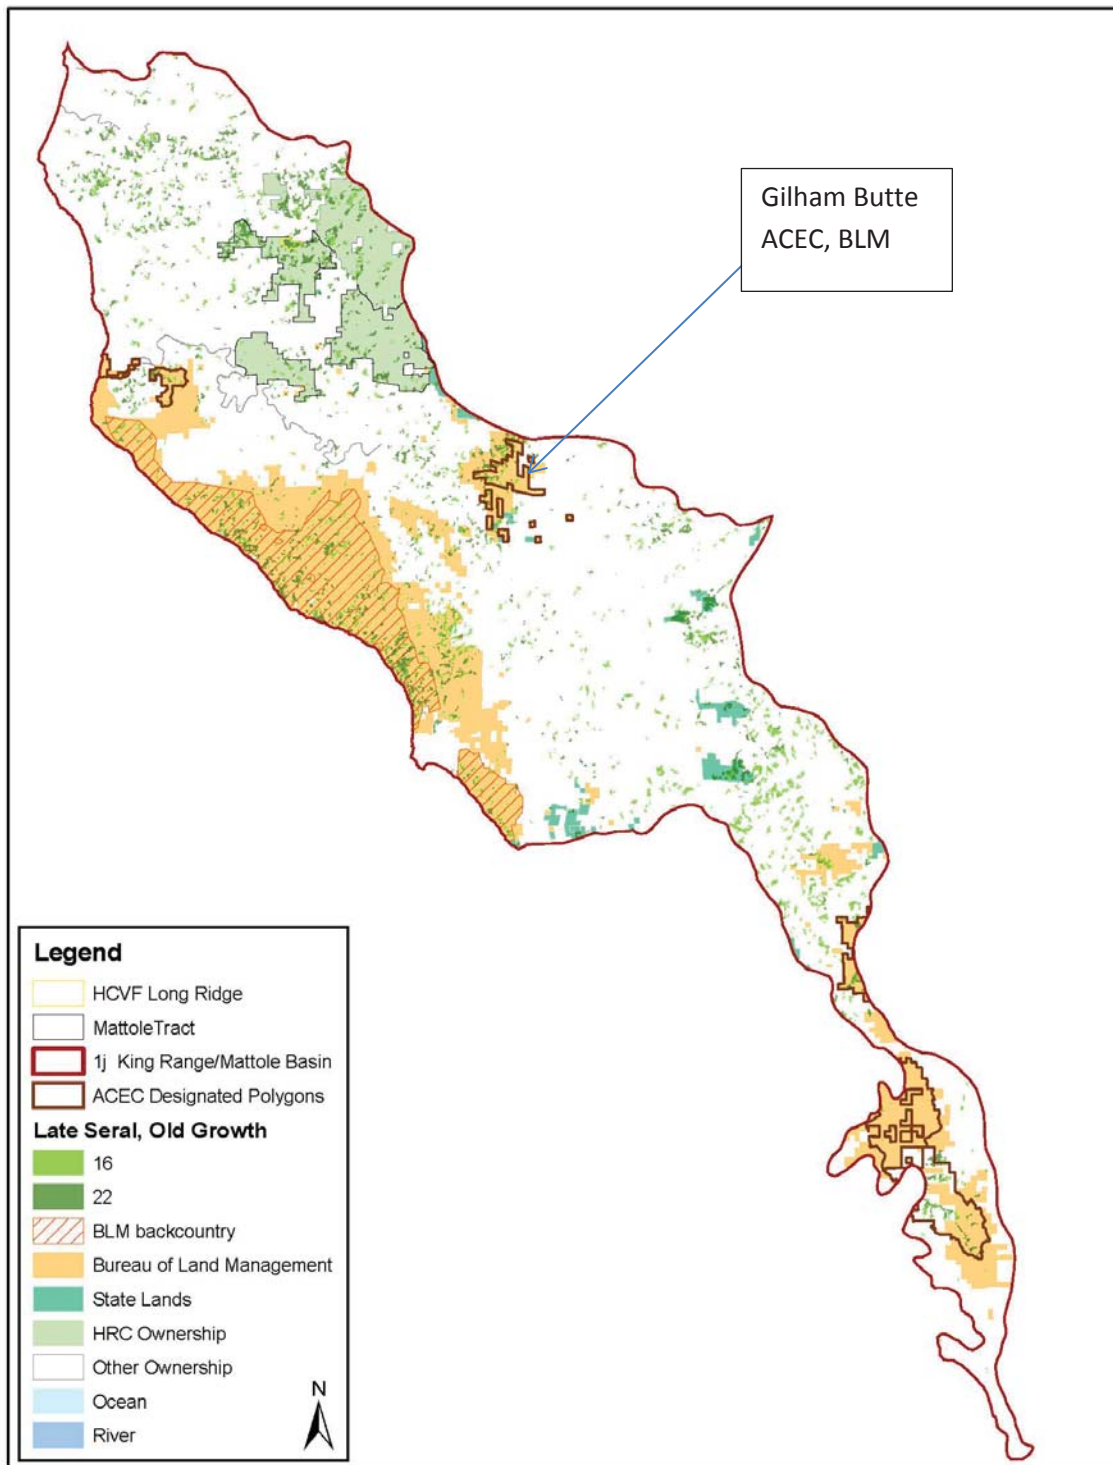 Gilham Butte
ACEC, BLM
Legend
HCVF Long Ridge
MattoleTract
1j King Range/Mattole Basin
ACEC Designated Polygons
Late Seral, Old Growth
16
22
BLM backcountry
Bureau of Land Management
State Lands
HRC Ownership
Other Ownership
Ocean
River
N